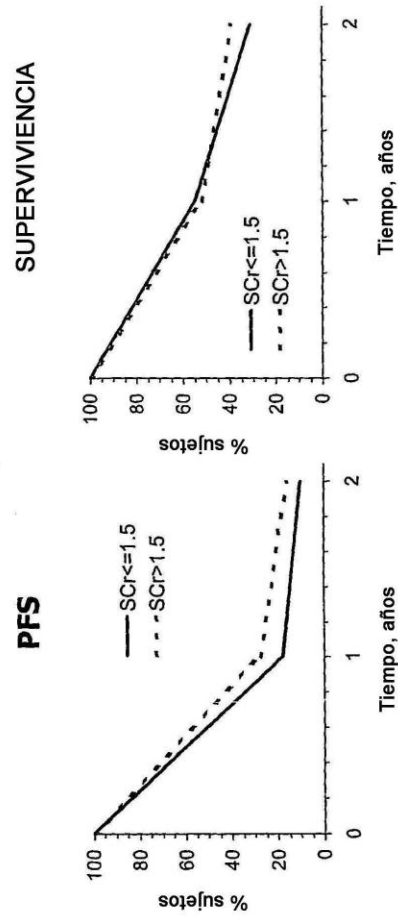 PFS
% sujetos
100
80
60
40
20
0
SCr<=1.5
SCr>1.5
0
1
2
Tiempo, años
SUPERVIVIENCIA
% sujetos
100
80
60
40
20
0
SCr<=1.5
SCr>1.5
0
1
2
Tiempo, años